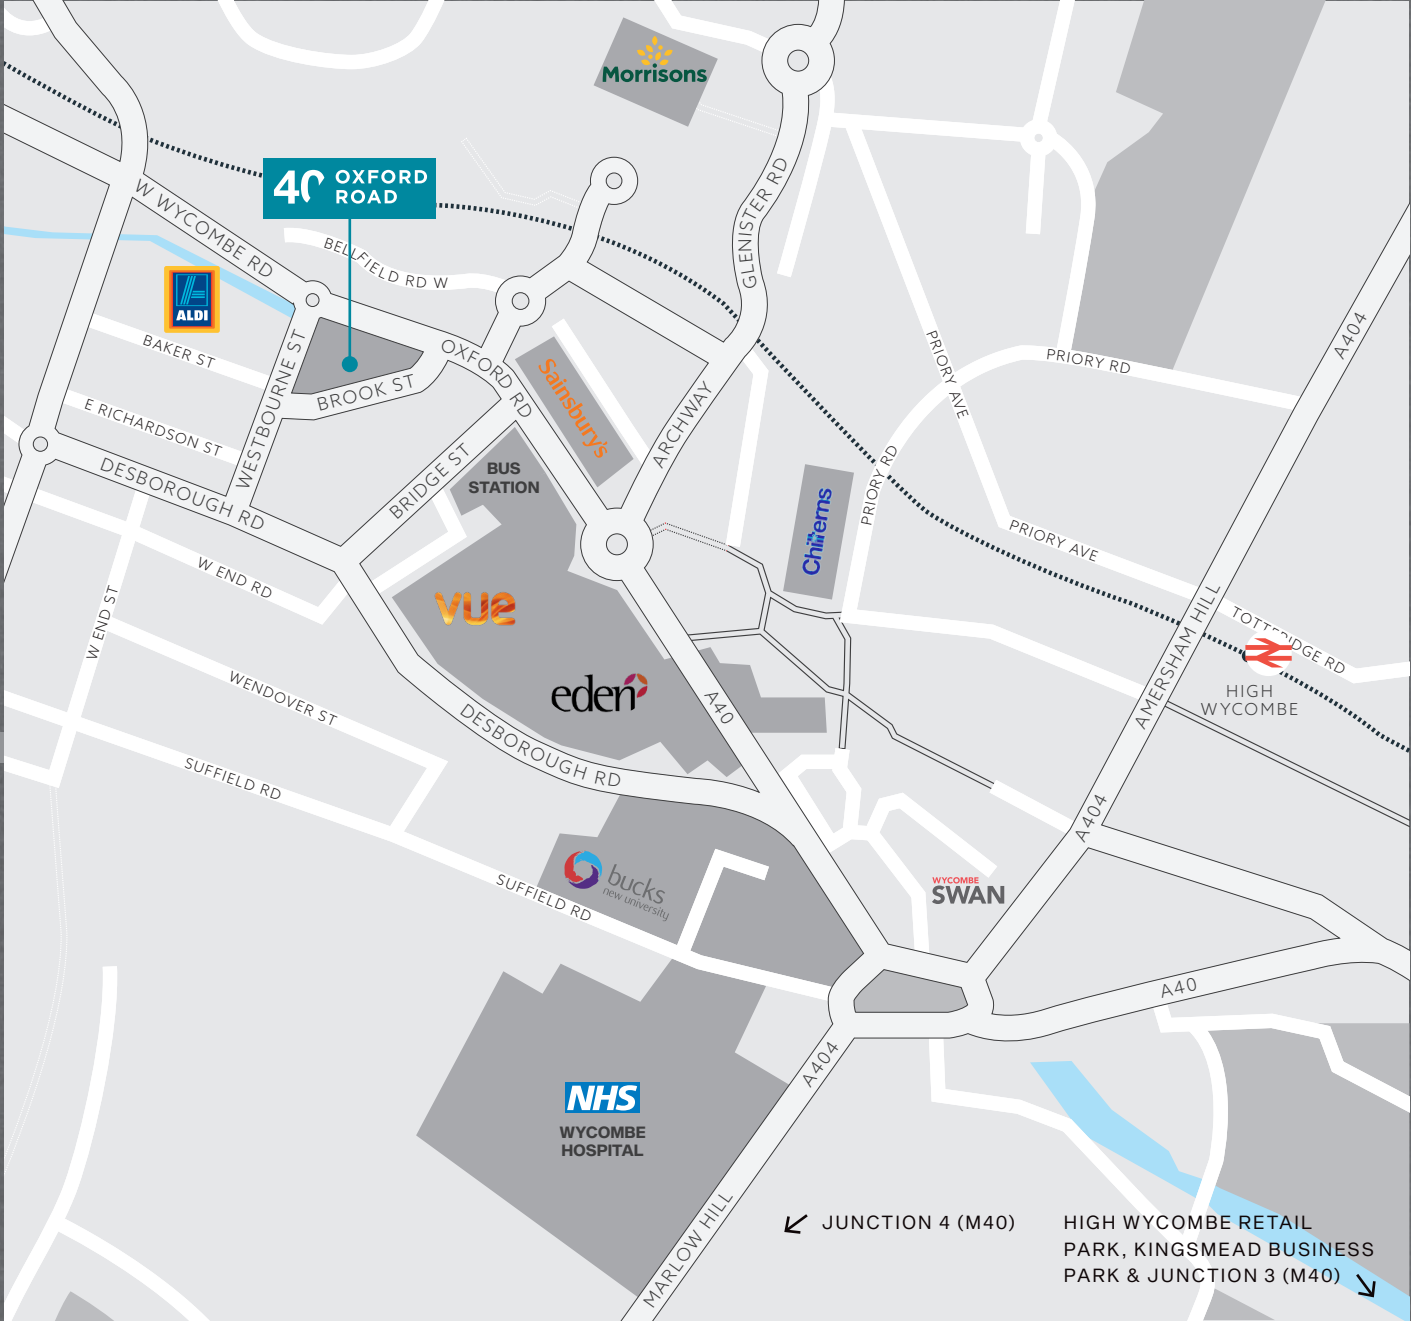 Morrisons
40 OXFORD
ROAD
W WYCOMBE RD
BELLFIELD RD W
GLENISTER RD
ALDI
BAKER ST
WESTBOURNE ST
BROOK ST
OXFORD RD
Sainsbury's
ARCHWAY
PRIORY AVE
PRIORY RD
A404
E RICHARDSON ST
DESBOROUGH RD
BRIDGE ST
BUS
STATION
Chilterns
PRIORY RD
PRIORY AVE
W END RD
W END ST
vue
eden
A40
AMERSHAM HILL
TOTTERIDGE RD
HIGH
WYCOMBE
WENDOVER ST
DESBOROUGH RD
SUFFIELD RD
A404
SUFFIELD RD
bucks
new university
WYCOMBE
SWAN
A40
A404
NHS
WYCOMBE
HOSPITAL
MARLOW HILL
JUNCTION 4 (M40)
HIGH WYCOMBE RETAIL
PARK, KINGSMEAD BUSINESS
PARK & JUNCTION 3 (M40)